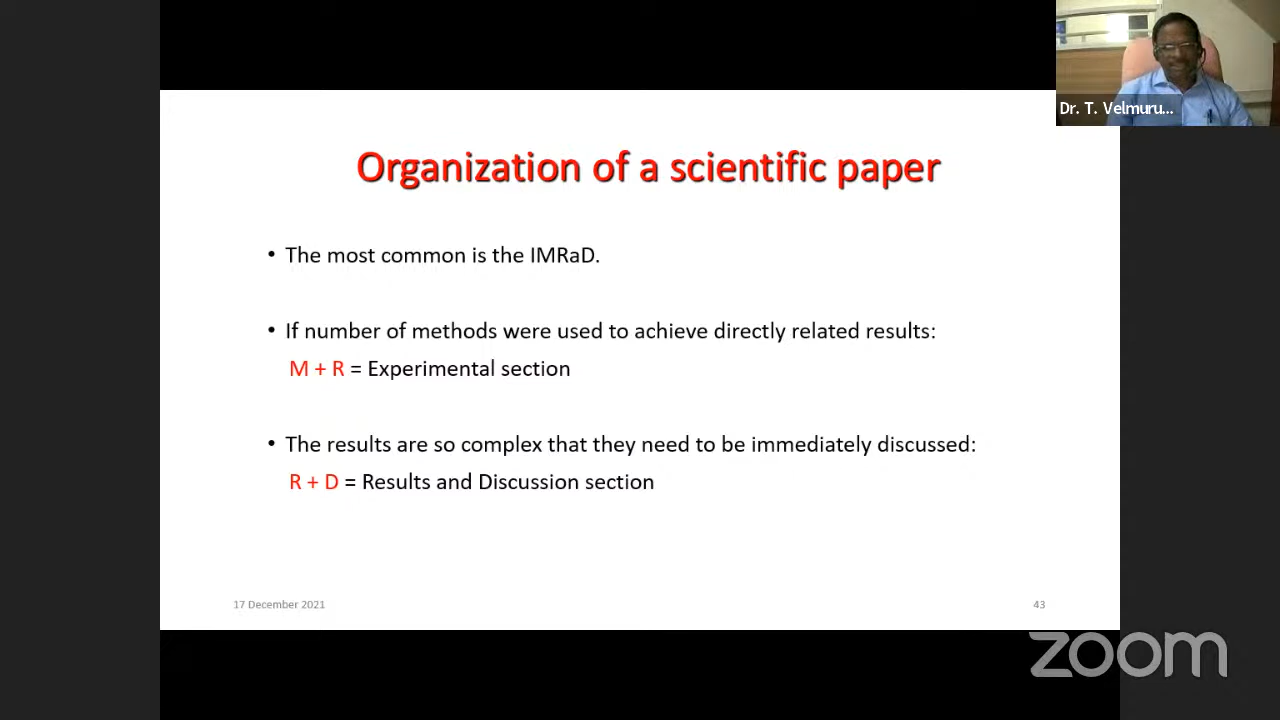 Dr. T. Velmuru...
Organization of a scientific paper
• The most common is the IMRaD.
• If number of methods were used to achieve directly related results:
M + R = Experimental section
• The results are so complex that they need to be immediately discussed:
R + D = Results and Discussion section
17 December 2021
43
zoom